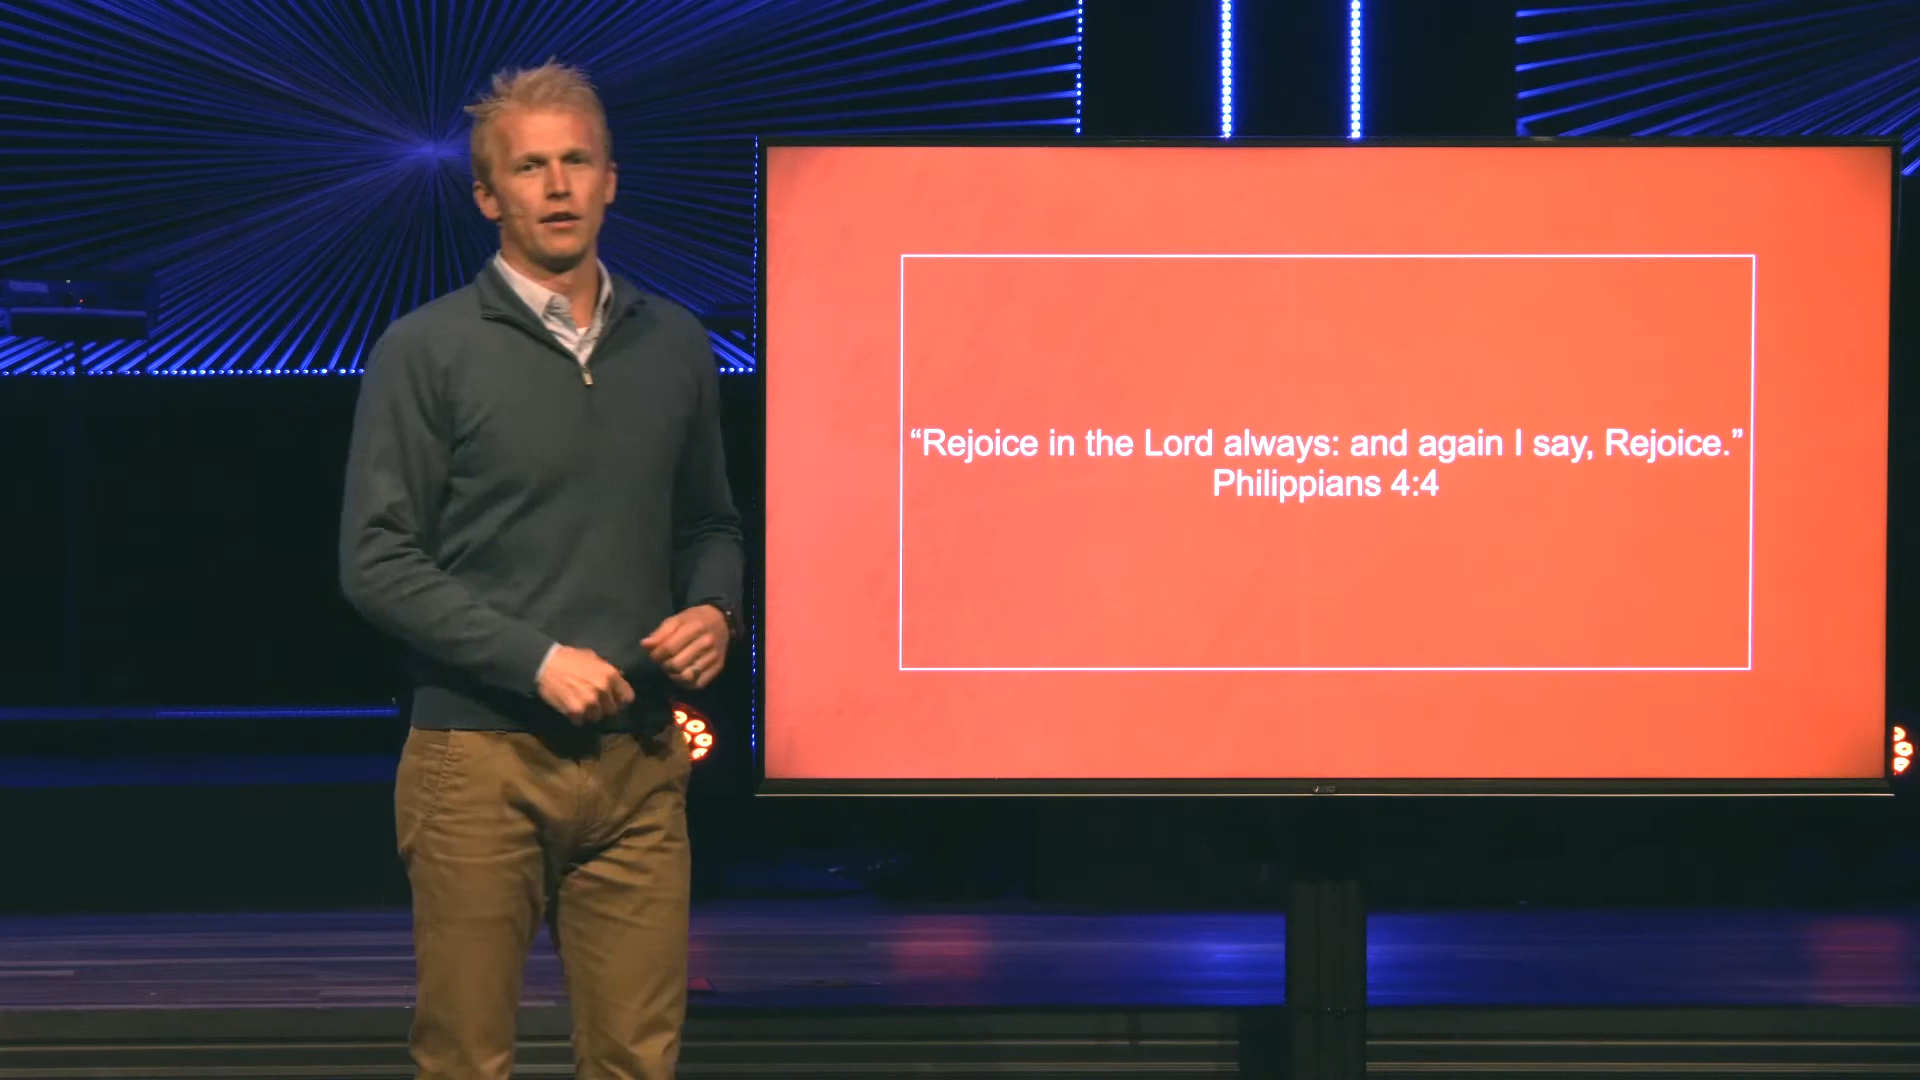 “Rejoice in the Lord always: and again I say, Rejoice.”
Philippians 4:4